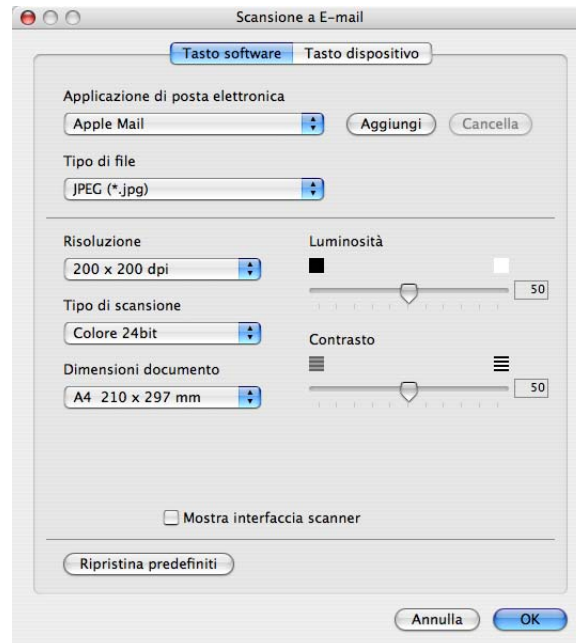 Scansione a E-mail
Tasto software Tasto dispositivo
Applicazione di posta elettronica
Apple Mail Aggiungi Cancella
Tipo di file
JPEG (*.jpg)
Risoluzione
200 x 200 dpi
Tipo di scansione
Colore 24bit
Dimensioni documento
A4 210 x 297 mm
Luminosità
50
Contrasto
50
Mostra interfaccia scanner
Ripristina predefiniti
Annulla OK